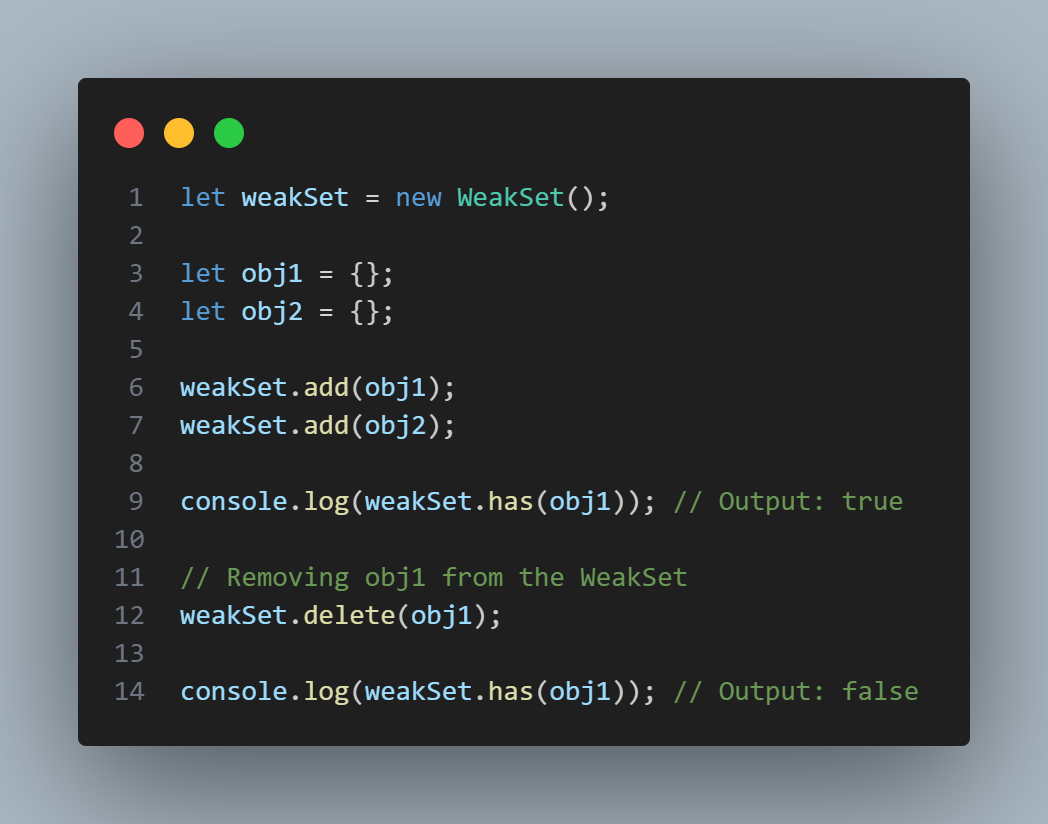 1 let weakSet = new WeakSet();
2
3 let obj1 = {};
4 let obj2 = {};
5
6 weakSet.add(obj1);
7 weakSet.add(obj2);
8
9 console.log(weakSet.has(obj1)); // Output: true
10
11 // Removing obj1 from the WeakSet
12 weakSet.delete(obj1);
13
14 console.log(weakSet.has(obj1)); // Output: false